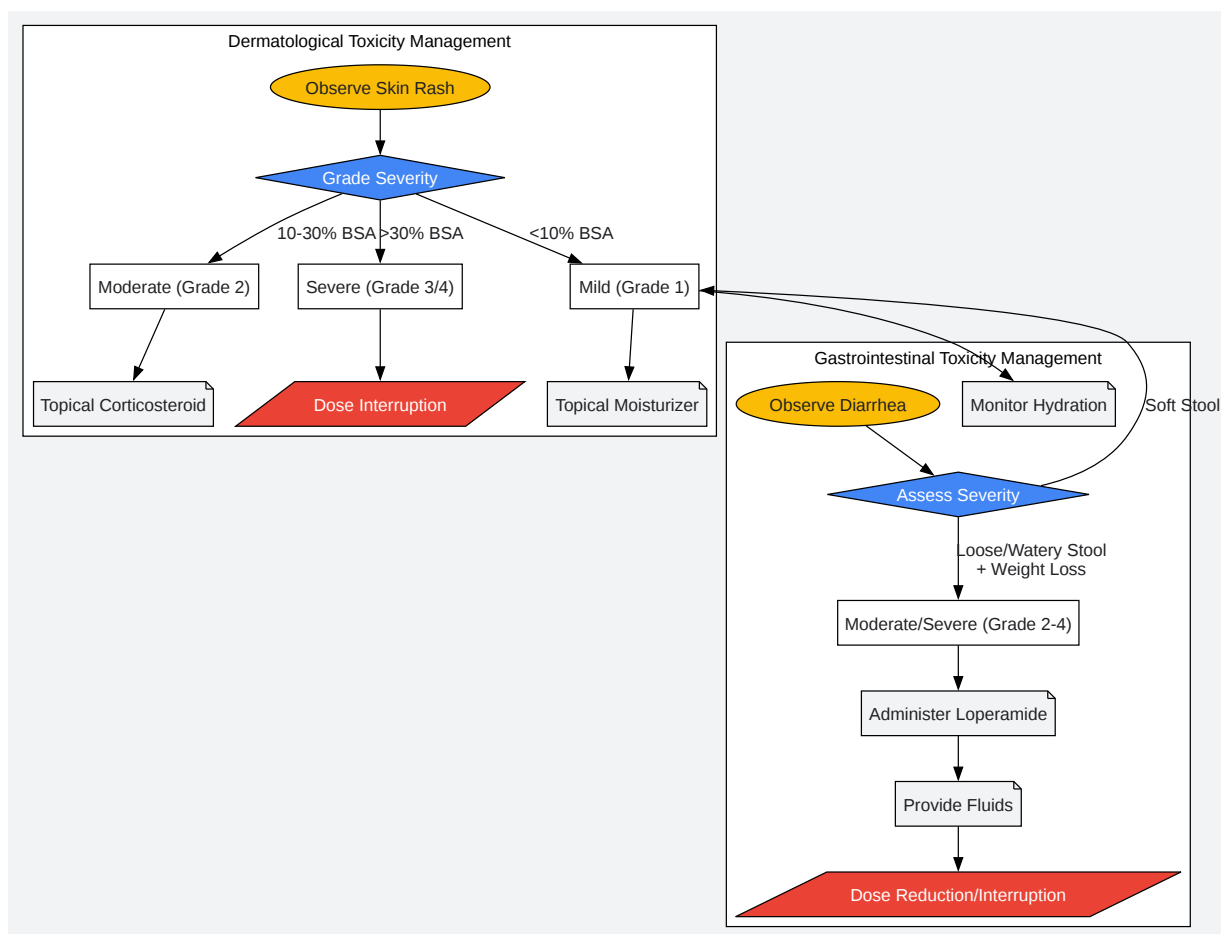 Dermatological Toxicity Management
Observe Skin Rash
Grade Severity
10-30% BSA
>30% BSA
<10% BSA
Moderate (Grade 2)
Severe (Grade 3/4)
Mild (Grade 1)
Topical Corticosteroid
Dose Interruption
Topical Moisturizer
Gastrointestinal Toxicity Management
Observe Diarrhea
Monitor Hydration
Soft Stool
Assess Severity
Loose/Watery Stool
+ Weight Loss
Moderate/Severe (Grade 2-4)
Administer Loperamide
Provide Fluids
Dose Reduction/Interruption